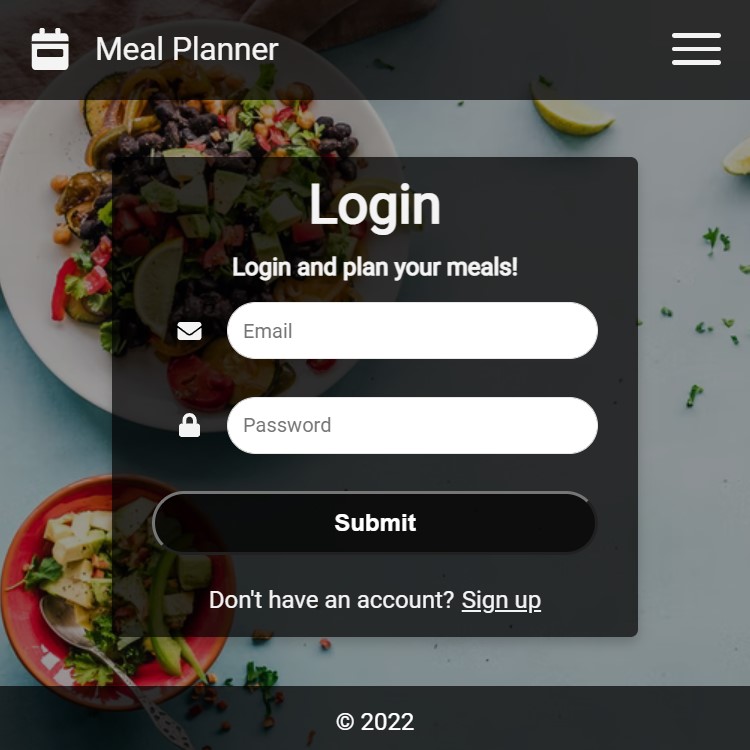 Meal Planner
Login
Login and plan your meals!
Email
Password
Submit
Don't have an account? Sign up
© 2022